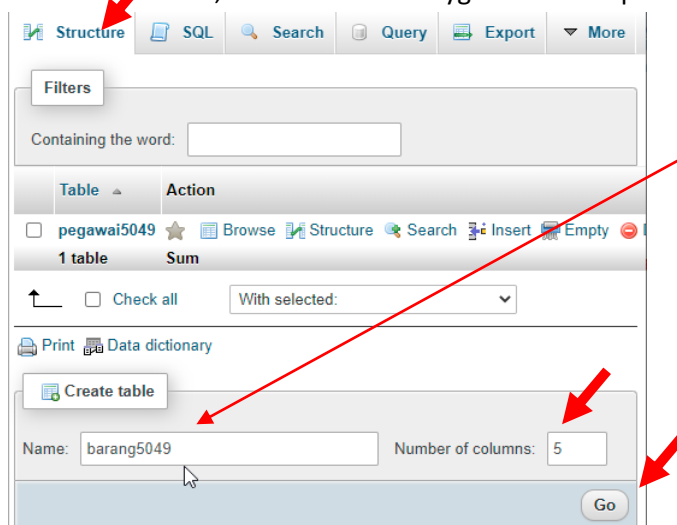 Structure SQL Search Query Export More
Filters
Containing the word:
Table Action
pegawai5049 Browse Structure Search Insert Empty
1 table Sum
Check all With selected:
Print Data dictionary
Create table
Name: barang5049 Number of columns: 5
Go